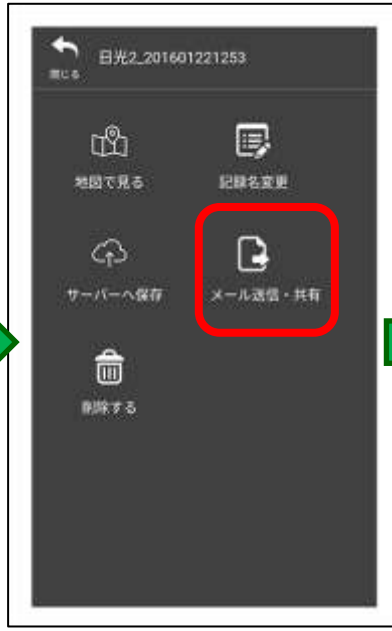 日光2_201601221253
閉じる
地図で見る
記録名変更
サーバーへ保存
メール送信・共有
削除する